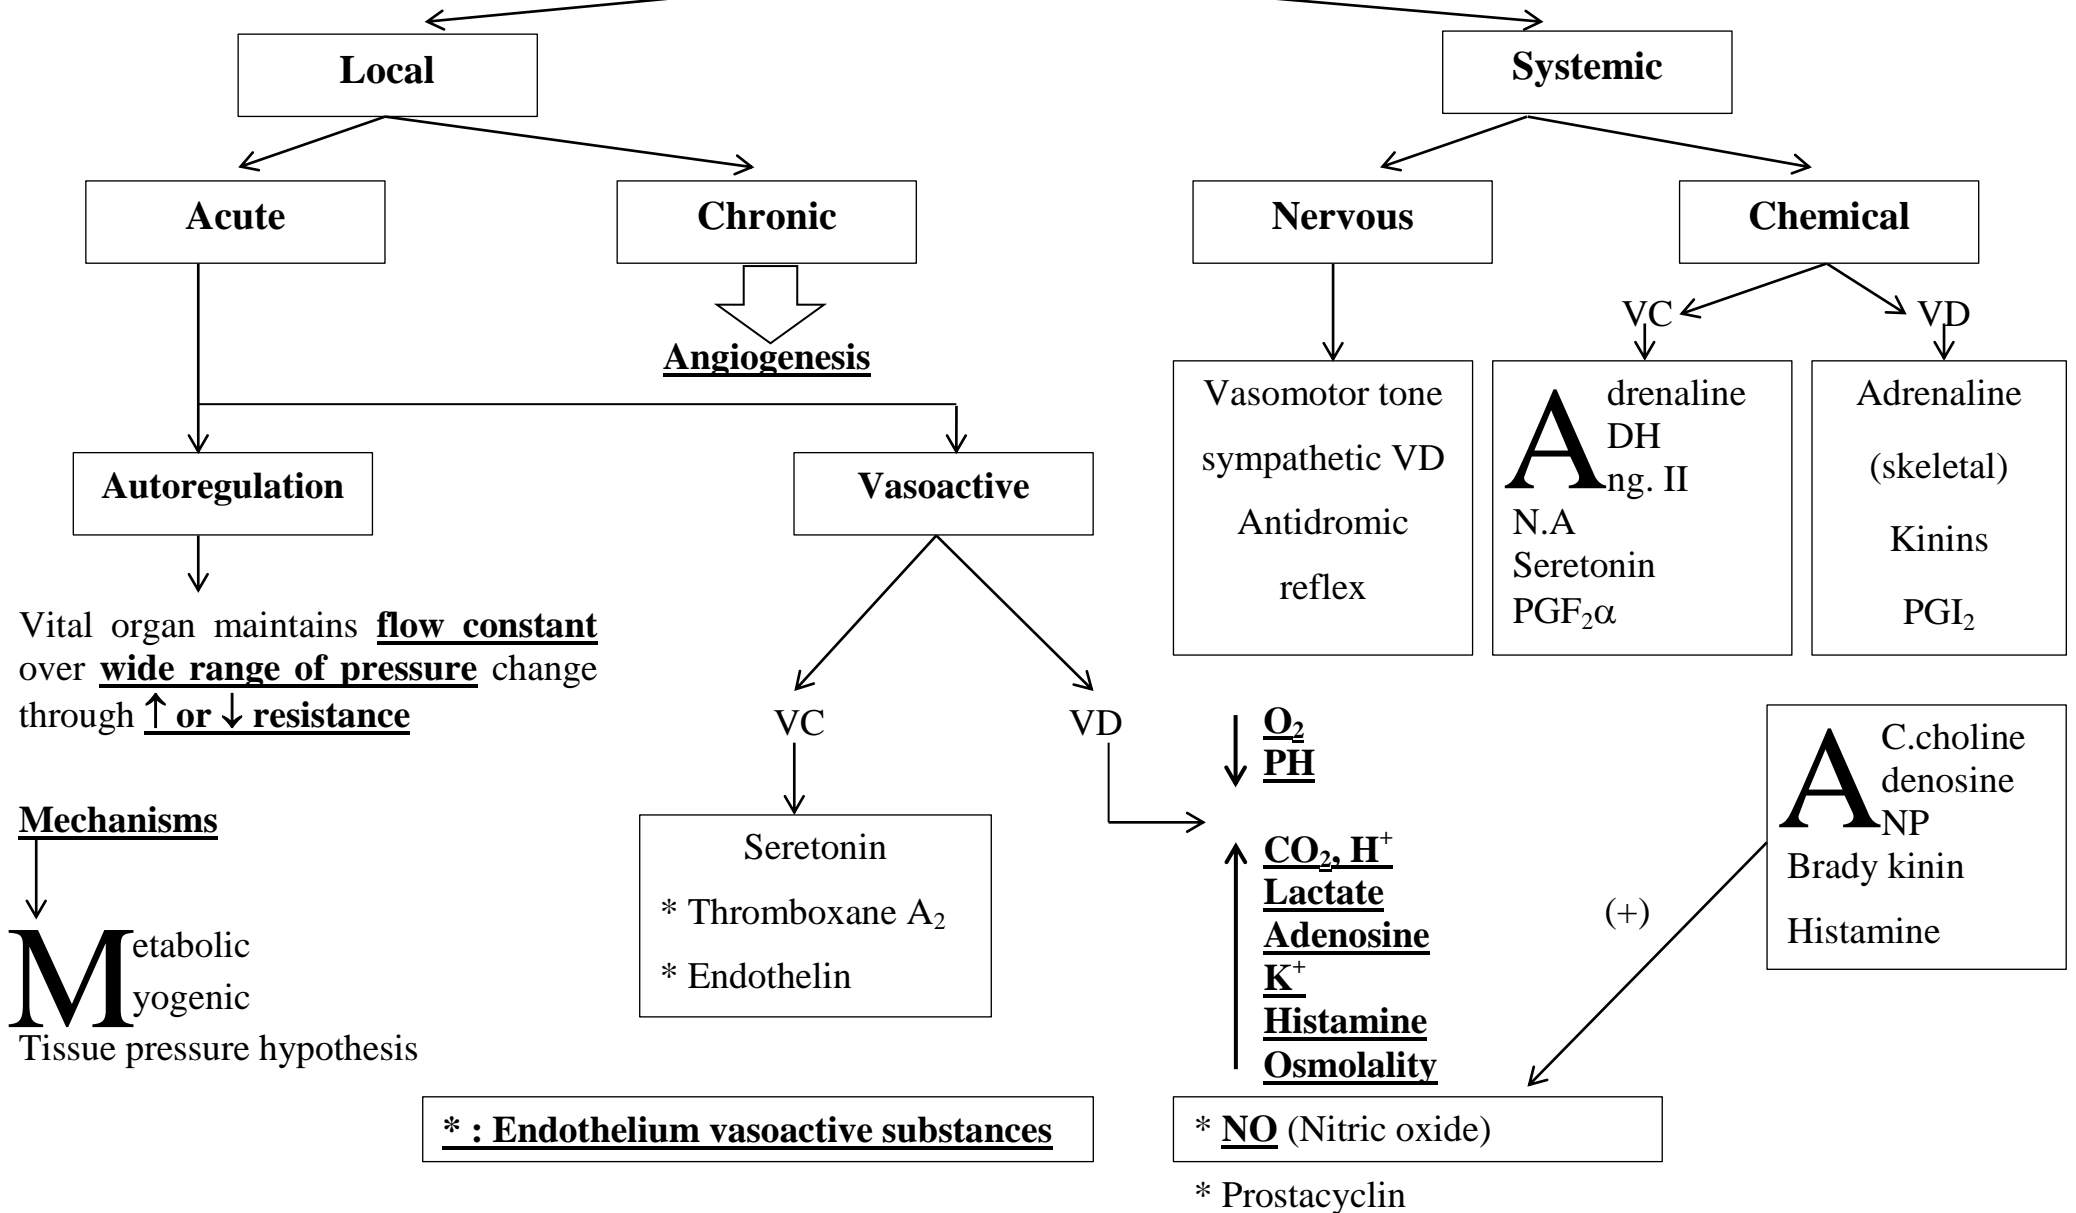 Local
Systemic
Acute
Chronic
Nervous
Chemical
VC
VD
Angiogenesis
Vasomotor tone
sympathetic VD
Antidromic
reflex
A
drenaline
DH
ng. II
N.A
Seretonin
PGF₂α
Adrenaline
(skeletal)
Kinins
PGI₂
Autoregulation
Vasoactive
Vital organ maintains flow constant
over wide range of pressure change
through ↑ or ↓ resistance
VC
VD
Mechanisms
M
etabolic
yogenic
Tissue pressure hypothesis
Seretonin
* Thromboxane A₂
* Endothelin
O₂
PH
CO₂, H⁺
Lactate
Adenosine
K⁺
Histamine
Osmolality
(+)
A
C.choline
denosine
NP
Brady kinin
Histamine
* : Endothelium vasoactive substances
* NO (Nitric oxide)
* Prostacyclin